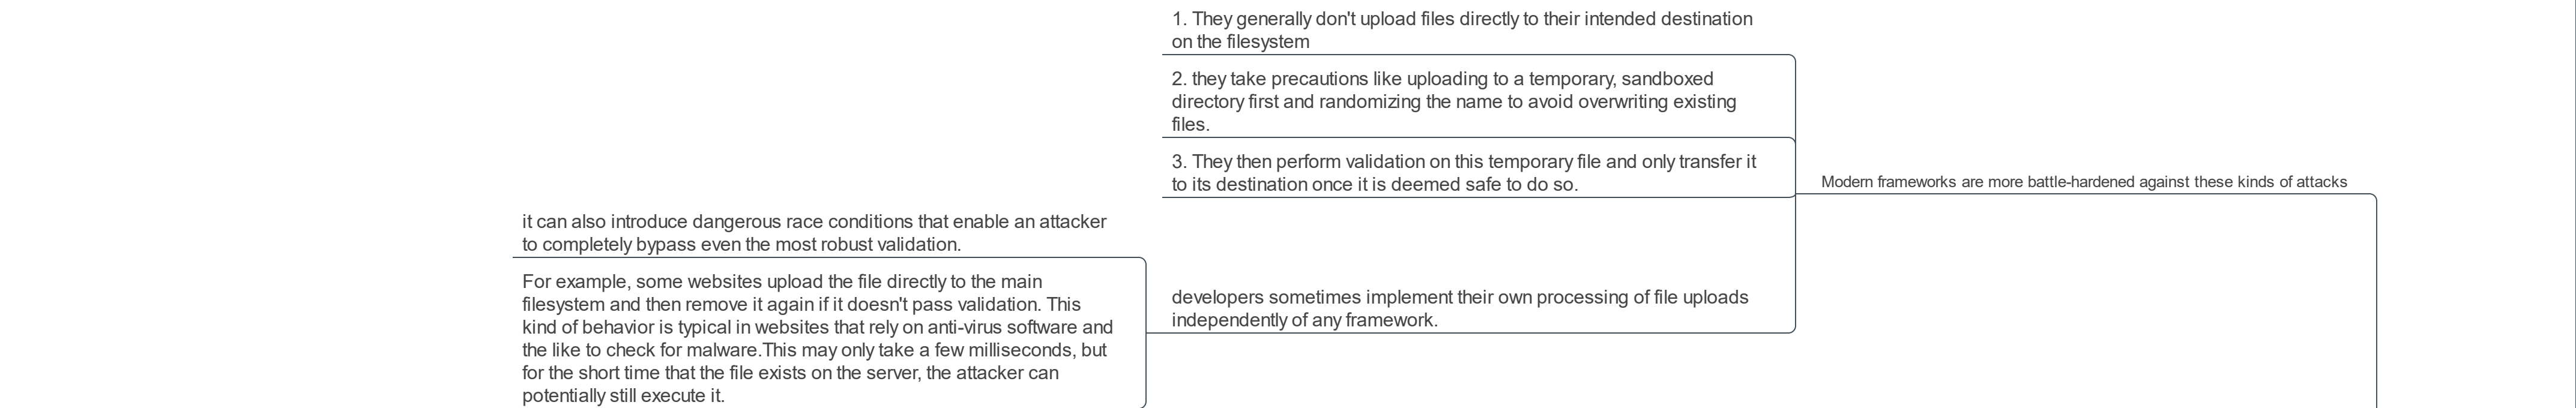 1. They generally don't upload files directly to their intended destination
on the filesystem
2. they take precautions like uploading to a temporary, sandboxed
directory first and randomizing the name to avoid overwriting existing
files.
3. They then perform validation on this temporary file and only transfer it
to its destination once it is deemed safe to do so.
Modern frameworks are more battle-hardened against these kinds of attacks
it can also introduce dangerous race conditions that enable an attacker
to completely bypass even the most robust validation.
For example, some websites upload the file directly to the main
filesystem and then remove it again if it doesn't pass validation. This
kind of behavior is typical in websites that rely on anti-virus software and
the like to check for malware.This may only take a few milliseconds, but
for the short time that the file exists on the server, the attacker can
potentially still execute it.
developers sometimes implement their own processing of file uploads
independently of any framework.